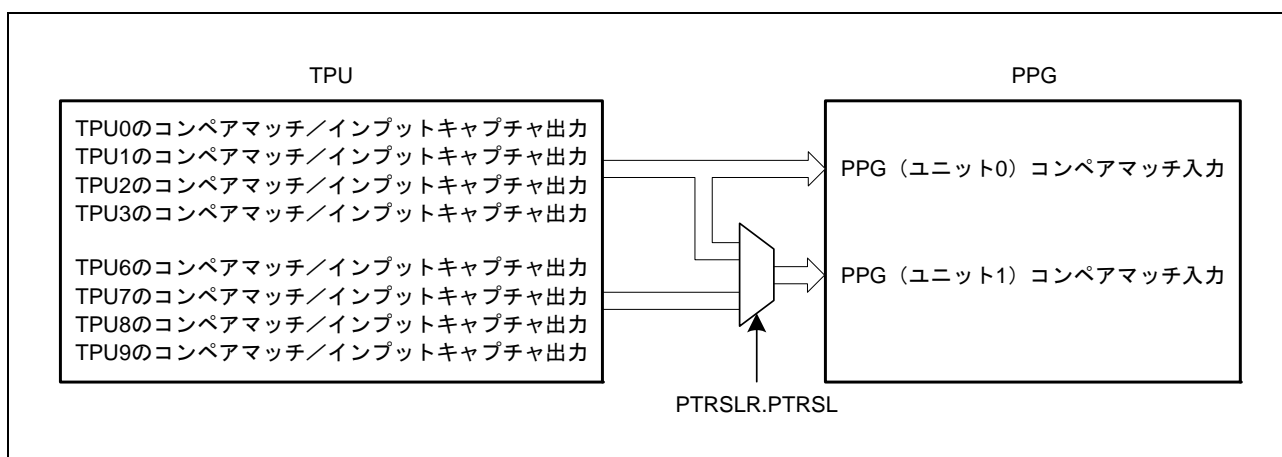 TPU
TPU0のコンペアマッチ／インプットキャプチャ出力
TPU1のコンペアマッチ／インプットキャプチャ出力
TPU2のコンペアマッチ／インプットキャプチャ出力
TPU3のコンペアマッチ／インプットキャプチャ出力
TPU6のコンペアマッチ／インプットキャプチャ出力
TPU7のコンペアマッチ／インプットキャプチャ出力
TPU8のコンペアマッチ／インプットキャプチャ出力
TPU9のコンペアマッチ／インプットキャプチャ出力
PTRSLR.PTRSL
PPG
PPG（ユニット0）コンペアマッチ入力
PPG（ユニット1）コンペアマッチ入力